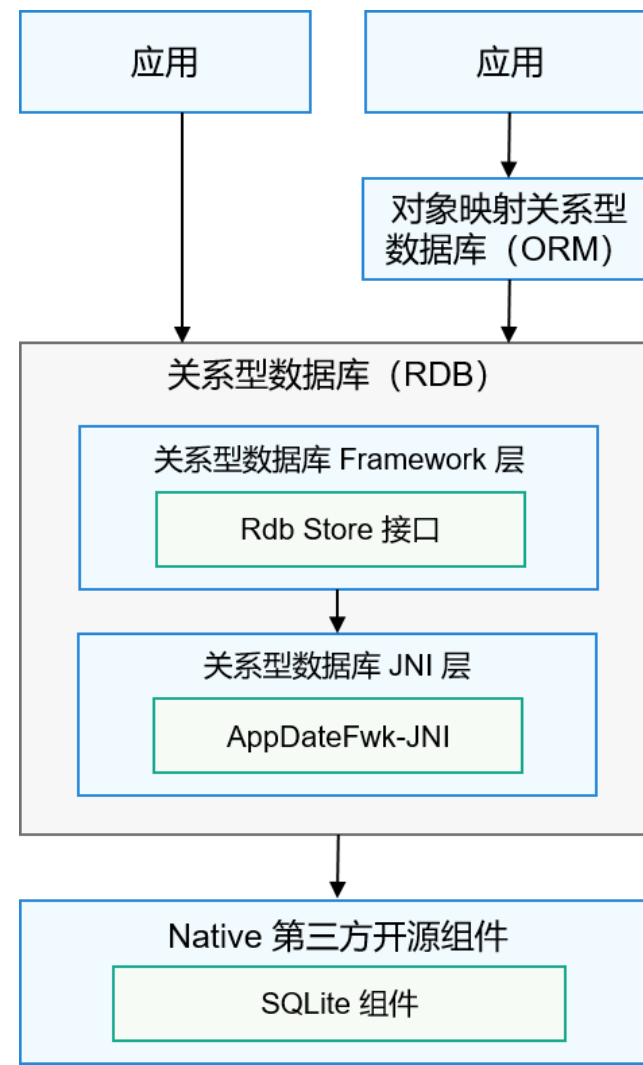 应用
应用
对象映射关系型
数据库（ORM）
关系型数据库（RDB）
关系型数据库 Framework 层
Rdb Store 接口
关系型数据库 JNI 层
AppDateFwk-JNI
Native 第三方开源组件
SQLite 组件